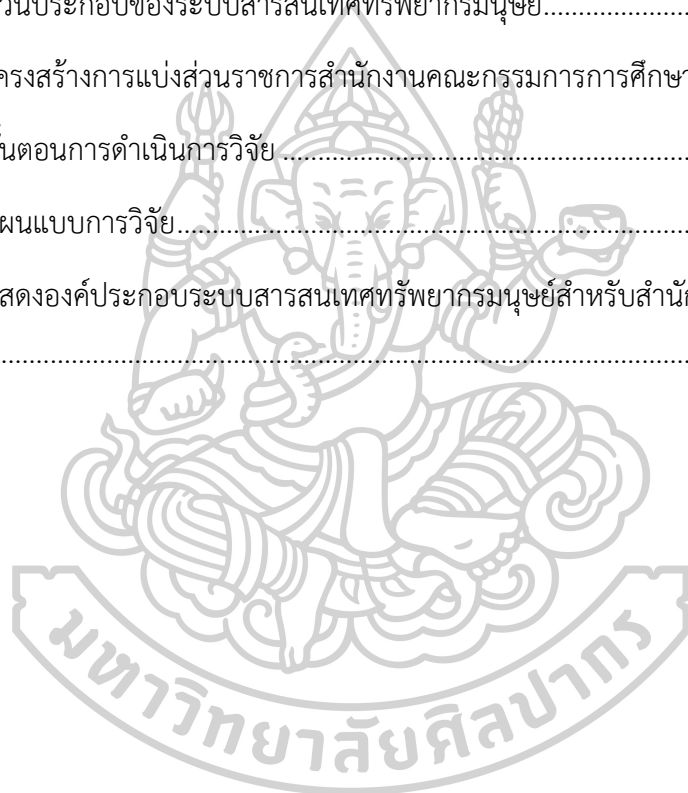 วนประกอบของระบบสารสนเทศทรัพยากรมนุษย์....................
ครงสร้างการแบ่งส่วนราชการสำนักงานคณะกรรมการการศึกษา
ั้นตอนการดำเนินการวิจัย ....................
ผนแบบการวิจัย....................
สดงองค์ประกอบระบบสารสนเทศทรัพยากรมนุษย์สำหรับสำนัก
....................
มหาวิทยาลัยศิลปากร